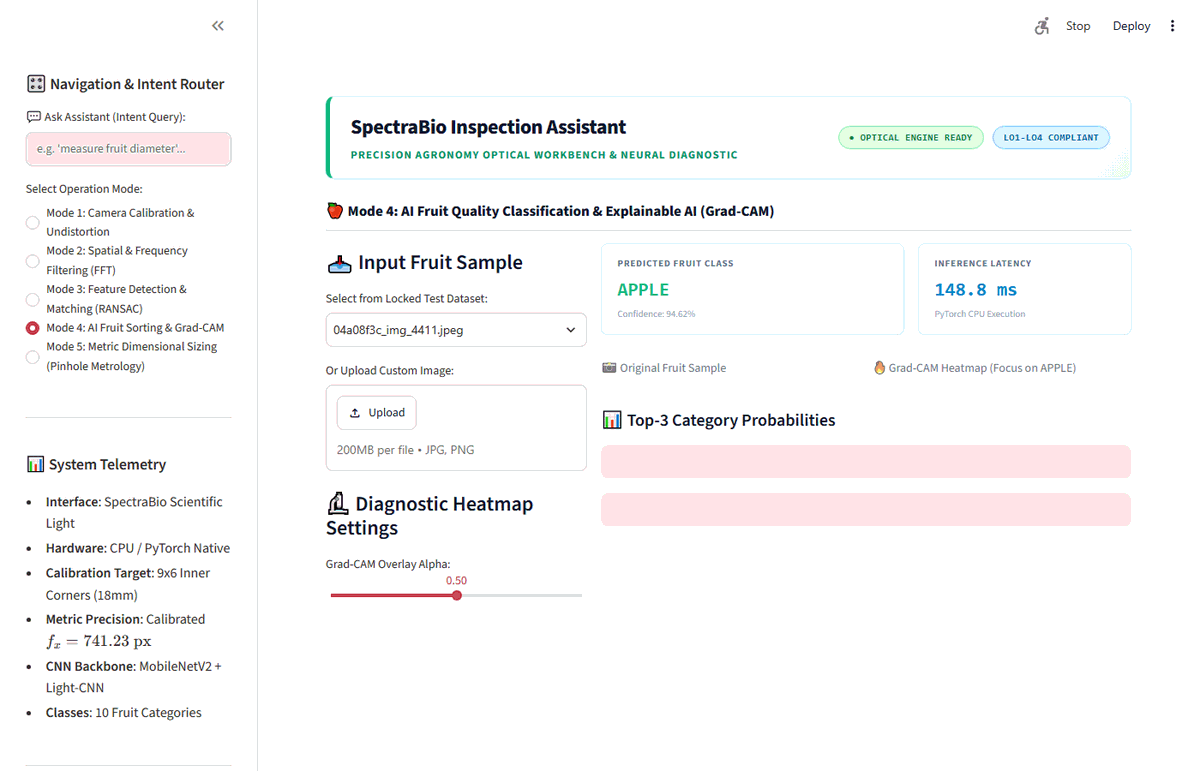 Stop
Deploy
Navigation & Intent Router
Ask Assistant (Intent Query):
e.g. 'measure fruit diameter'...
Select Operation Mode:
Mode 1: Camera Calibration &
Undistortion
Mode 2: Spatial & Frequency
Filtering (FFT)
Mode 3: Feature Detection &
Matching (RANSAC)
Mode 4: AI Fruit Sorting & Grad-CAM
Mode 5: Metric Dimensional Sizing
(Pinhole Metrology)
System Telemetry
• Interface: SpectraBio Scientific
Light
• Hardware: CPU / PyTorch Native
• Calibration Target: 9x6 Inner
Corners (18mm)
• Metric Precision: Calibrated
fx = 741.23 px
• CNN Backbone: MobileNetV2 +
Light-CNN
• Classes: 10 Fruit Categories
SpectraBio Inspection Assistant
PRECISION AGRONOMY OPTICAL WORKBENCH & NEURAL DIAGNOSTIC
● OPTICAL ENGINE READY
LO1-LO4 COMPLIANT
Mode 4: AI Fruit Quality Classification & Explainable AI (Grad-CAM)
Input Fruit Sample
Select from Locked Test Dataset:
04a08f3c_img_4411.jpeg
Or Upload Custom Image:
Upload
200MB per file • JPG, PNG
Diagnostic Heatmap
Settings
Grad-CAM Overlay Alpha:
0.50
PREDICTED FRUIT CLASS
APPLE
Confidence: 94.62%
INFERENCE LATENCY
148.8 ms
PyTorch CPU Execution
Original Fruit Sample
Grad-CAM Heatmap (Focus on APPLE)
Top-3 Category Probabilities